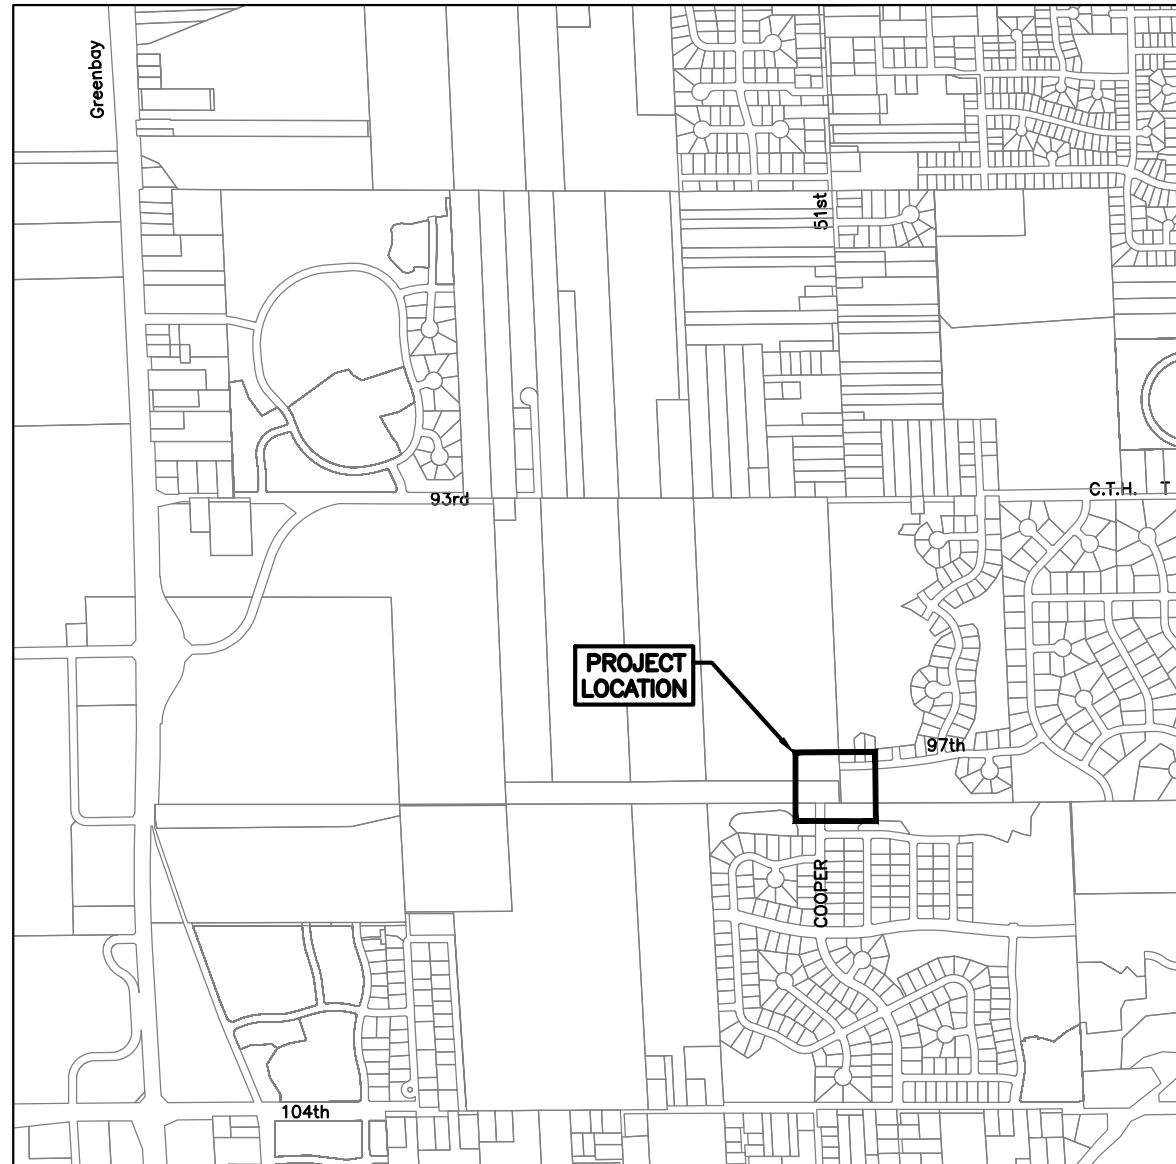 Greenbay
51st
93rd
C.T.H. T
PROJECT
LOCATION
97th
COOPER
104th